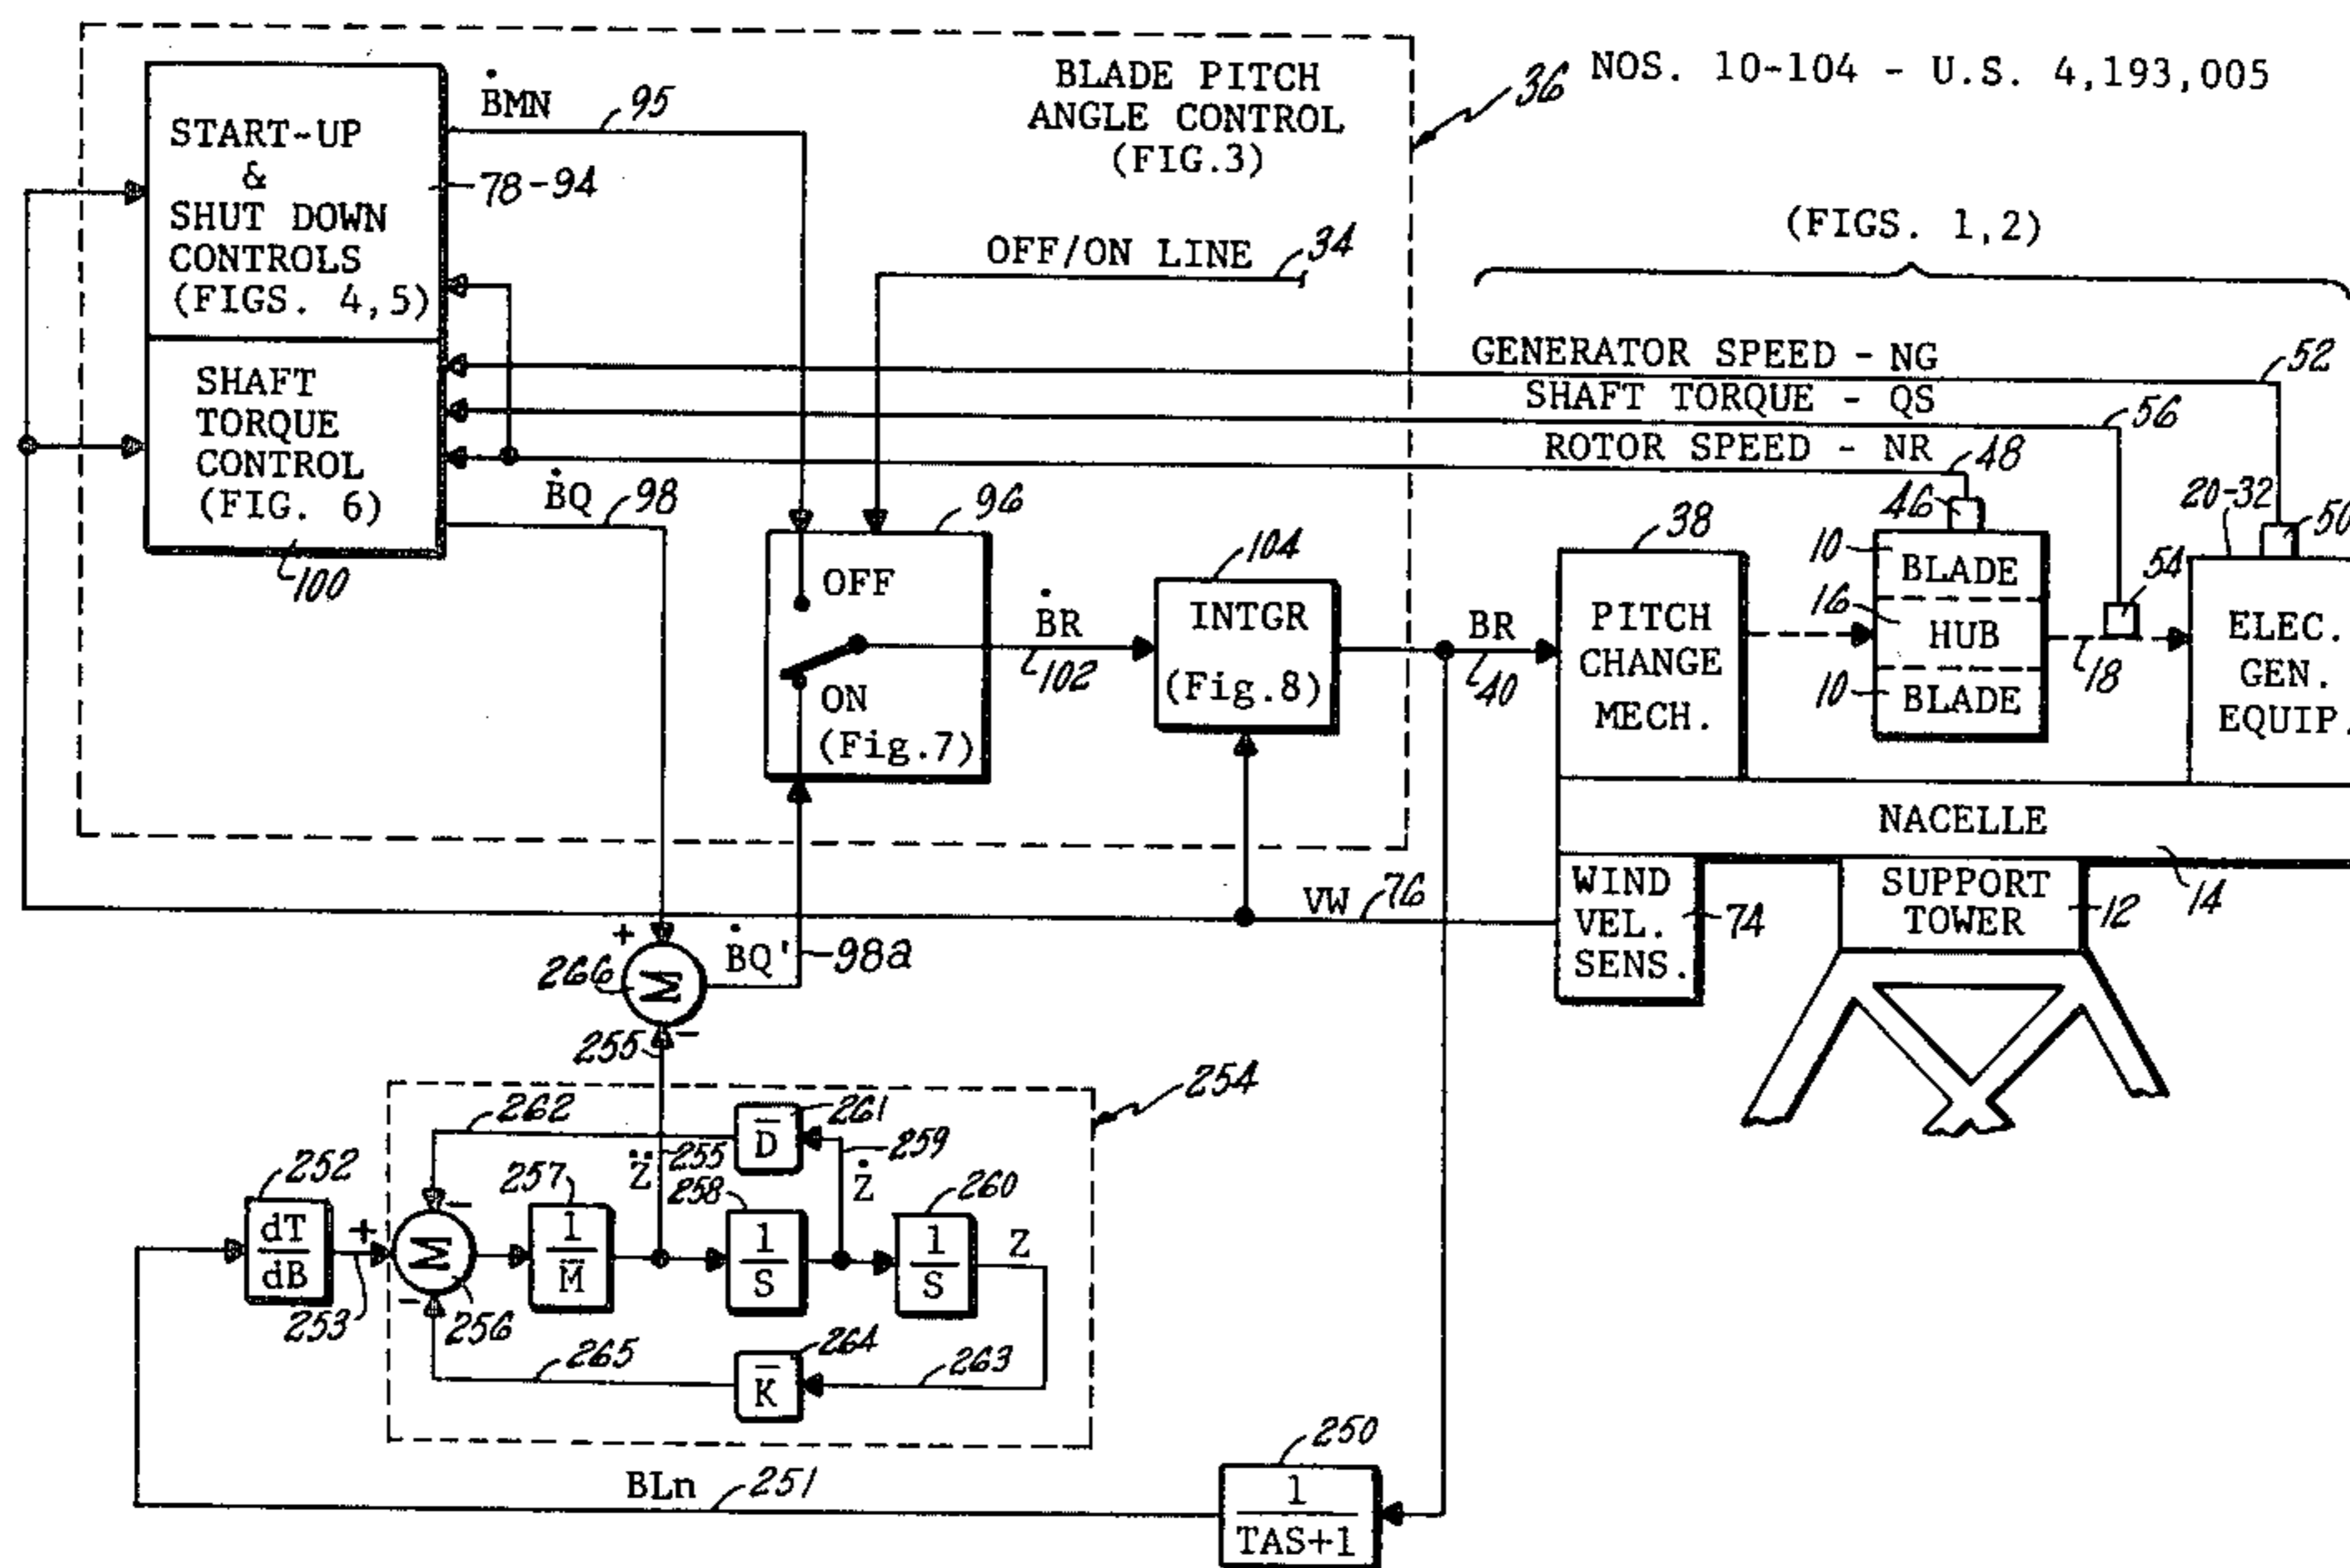 BLADE PITCH
ANGLE CONTROL
(FIG.3)
36
NOS. 10-104 - U.S. 4,193,005
START-UP
&
SHUT DOWN
CONTROLS
(FIGS. 4,5)
ḂMN
95
78-94
OFF/ON LINE
34
(FIGS. 1,2)
GENERATOR SPEED - NG
52
SHAFT TORQUE - QS
56
ROTOR SPEED - NR
48
SHAFT
TORQUE
CONTROL
(FIG. 6)
100
ḂQ
98
96
OFF
ON
(Fig.7)
ḂR
102
104
INTGR
(Fig.8)
BR
40
38
PITCH
CHANGE
MECH.
46
10
BLADE
16
HUB
10
BLADE
18
54
20-32
50
ELEC.
GEN.
EQUIP.
NACELLE
14
WIND
VEL.
SENS.
74
SUPPORT
TOWER
12
VW
76
+
266
Σ
ḂQ'
98a
255
-
254
262
261
D̄
259
Z̈
255
Ż
252
dT
dB
+
253
-
Σ
-
256
257
1
M̄
258
1
S
260
1
S
Z
265
264
K̄
263
BLn
251
250
1
TAS+1